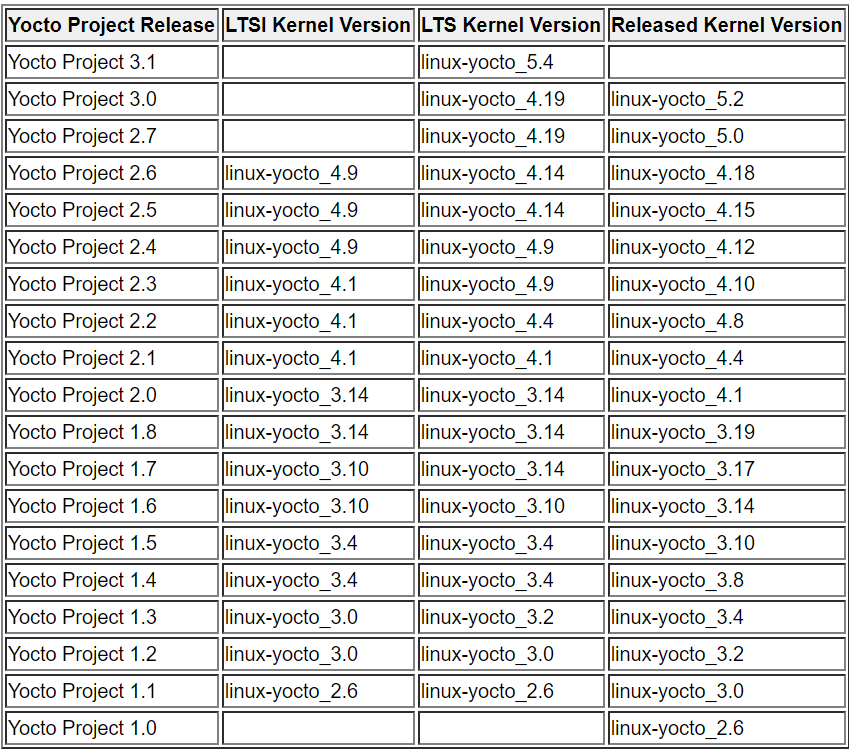 Yocto Project Release LTSI Kernel Version LTS Kernel Version Released Kernel Version
Yocto Project 3.1 linux-yocto_5.4
Yocto Project 3.0 linux-yocto_4.19 linux-yocto_5.2
Yocto Project 2.7 linux-yocto_4.19 linux-yocto_5.0
Yocto Project 2.6 linux-yocto_4.9 linux-yocto_4.14 linux-yocto_4.18
Yocto Project 2.5 linux-yocto_4.9 linux-yocto_4.14 linux-yocto_4.15
Yocto Project 2.4 linux-yocto_4.9 linux-yocto_4.9 linux-yocto_4.12
Yocto Project 2.3 linux-yocto_4.1 linux-yocto_4.9 linux-yocto_4.10
Yocto Project 2.2 linux-yocto_4.1 linux-yocto_4.4 linux-yocto_4.8
Yocto Project 2.1 linux-yocto_4.1 linux-yocto_4.1 linux-yocto_4.4
Yocto Project 2.0 linux-yocto_3.14 linux-yocto_3.14 linux-yocto_4.1
Yocto Project 1.8 linux-yocto_3.14 linux-yocto_3.14 linux-yocto_3.19
Yocto Project 1.7 linux-yocto_3.10 linux-yocto_3.14 linux-yocto_3.17
Yocto Project 1.6 linux-yocto_3.10 linux-yocto_3.10 linux-yocto_3.14
Yocto Project 1.5 linux-yocto_3.4 linux-yocto_3.4 linux-yocto_3.10
Yocto Project 1.4 linux-yocto_3.4 linux-yocto_3.4 linux-yocto_3.8
Yocto Project 1.3 linux-yocto_3.0 linux-yocto_3.2 linux-yocto_3.4
Yocto Project 1.2 linux-yocto_3.0 linux-yocto_3.0 linux-yocto_3.2
Yocto Project 1.1 linux-yocto_2.6 linux-yocto_2.6 linux-yocto_3.0
Yocto Project 1.0 linux-yocto_2.6